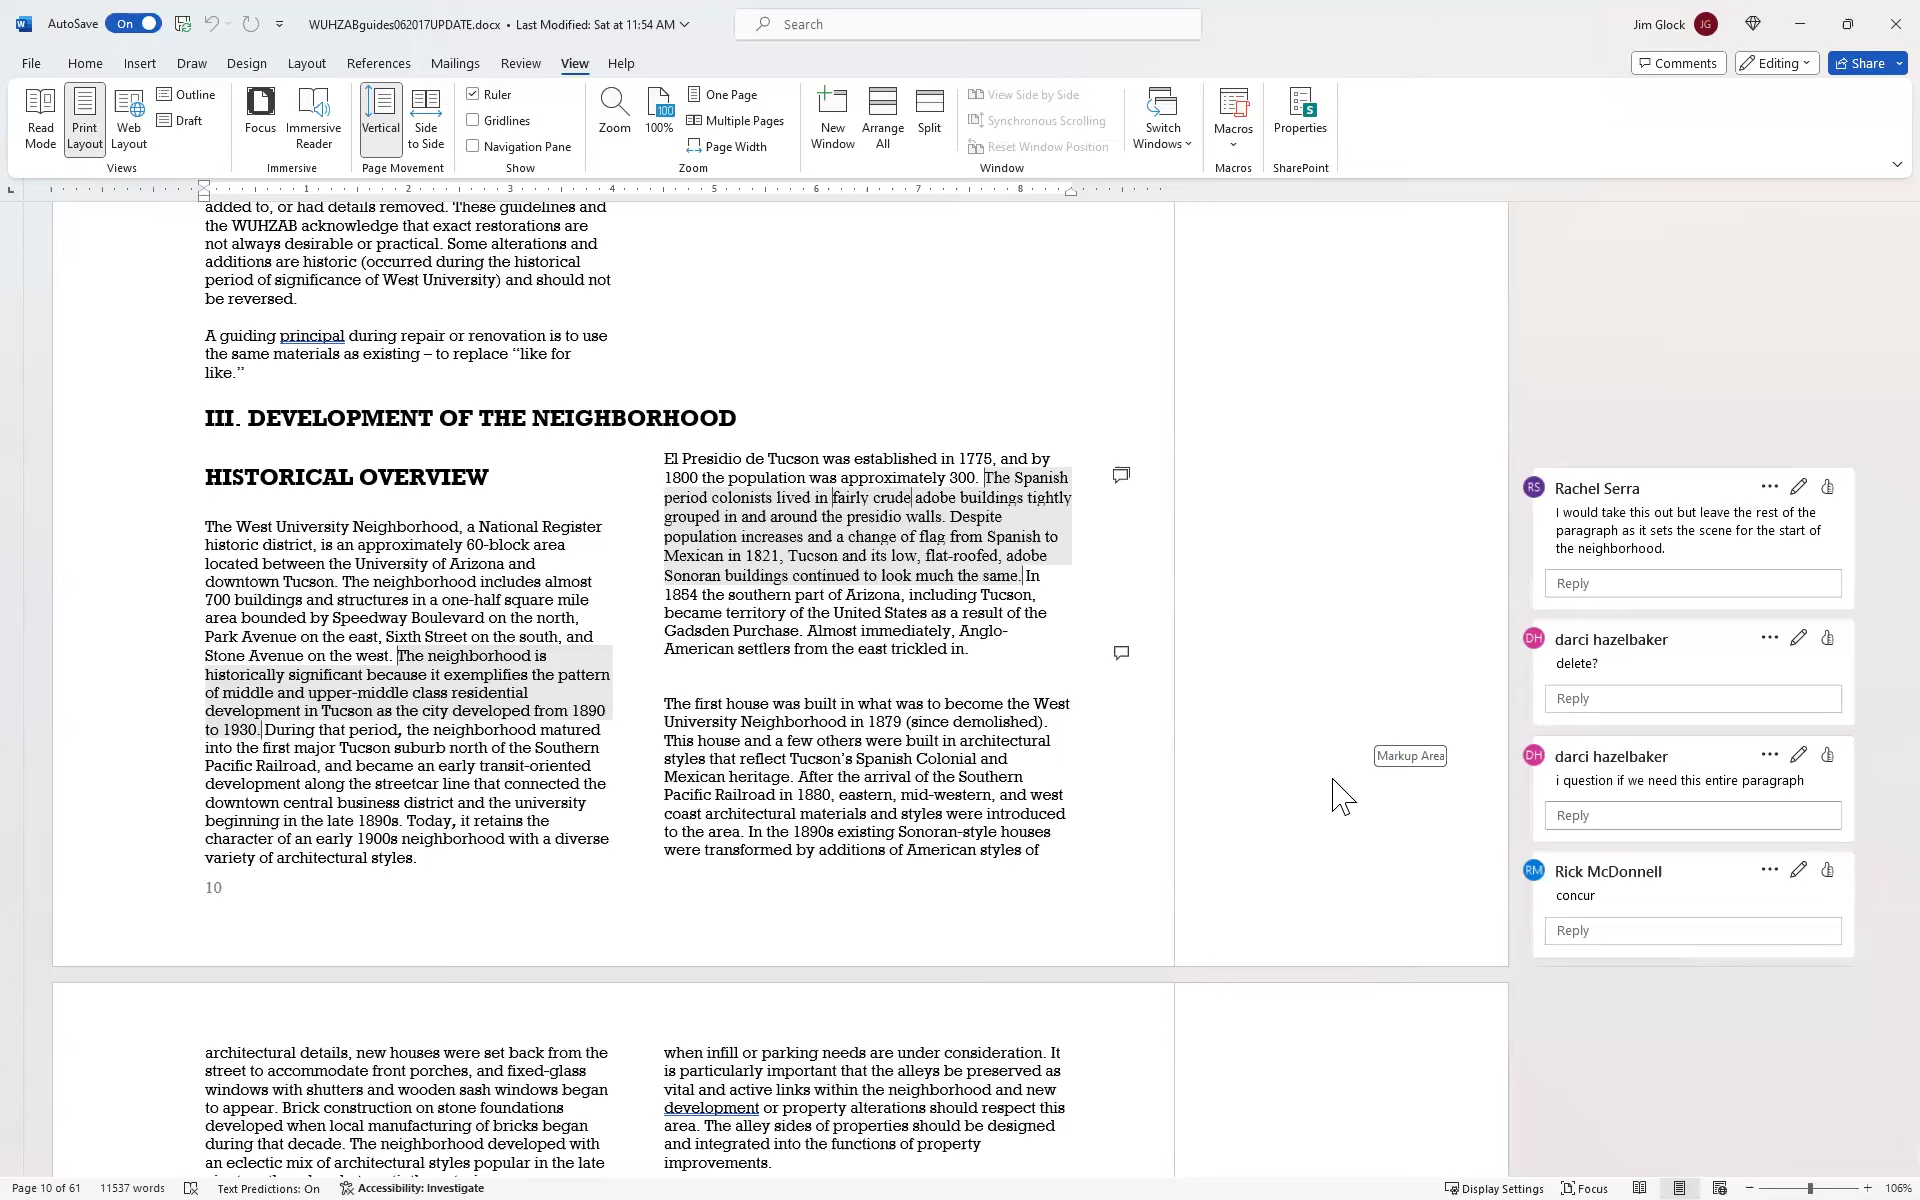 AutoSave On WUHZABguides062017UPDATE.docx • Last Modified: Sat at 11:54 AM Search Jim Glock JG
File Home Insert Draw Design Layout References Mailings Review View Help Comments Editing Share
Read Mode
Print Layout
Web Layout
Outline
Draft
Views
Focus
Immersive Reader
Immersive
Vertical
Side to Side
Page Movement
Ruler
Gridlines
Navigation Pane
Show
Zoom
100
100%
One Page
Multiple Pages
Page Width
Zoom
New Window
Arrange All
Split
View Side by Side
Synchronous Scrolling
Reset Window Position
Window
Switch Windows
Macros
Macros
Properties
SharePoint
1 2 3 4 5 6 7 8
added to, or had details removed. These guidelines and
the WUHZAB acknowledge that exact restorations are
not always desirable or practical. Some alterations and
additions are historic (occurred during the historical
period of significance of West University) and should not
be reversed.
A guiding principal during repair or renovation is to use
the same materials as existing – to replace “like for
like.”
III. DEVELOPMENT OF THE NEIGHBORHOOD
HISTORICAL OVERVIEW
The West University Neighborhood, a National Register
historic district, is an approximately 60-block area
located between the University of Arizona and
downtown Tucson. The neighborhood includes almost
700 buildings and structures in a one-half square mile
area bounded by Speedway Boulevard on the north,
Park Avenue on the east, Sixth Street on the south, and
Stone Avenue on the west. The neighborhood is
historically significant because it exemplifies the pattern
of middle and upper-middle class residential
development in Tucson as the city developed from 1890
to 1930. During that period, the neighborhood matured
into the first major Tucson suburb north of the Southern
Pacific Railroad, and became an early transit-oriented
development along the streetcar line that connected the
downtown central business district and the university
beginning in the late 1890s. Today, it retains the
character of an early 1900s neighborhood with a diverse
variety of architectural styles.
10
El Presidio de Tucson was established in 1775, and by
1800 the population was approximately 300. The Spanish
period colonists lived in fairly crude adobe buildings tightly
grouped in and around the presidio walls. Despite
population increases and a change of flag from Spanish to
Mexican in 1821, Tucson and its low, flat-roofed, adobe
Sonoran buildings continued to look much the same. In
1854 the southern part of Arizona, including Tucson,
became territory of the United States as a result of the
Gadsden Purchase. Almost immediately, Anglo-
American settlers from the east trickled in.
The first house was built in what was to become the West
University Neighborhood in 1879 (since demolished).
This house and a few others were built in architectural
styles that reflect Tucson’s Spanish Colonial and
Mexican heritage. After the arrival of the Southern
Pacific Railroad in 1880, eastern, mid-western, and west
coast architectural materials and styles were introduced
to the area. In the 1890s existing Sonoran-style houses
were transformed by additions of American styles of
Markup Area
RS Rachel Serra
I would take this out but leave the rest of the
paragraph as it sets the scene for the start of
the neighborhood.
Reply
DH darci hazelbaker
delete?
Reply
DH darci hazelbaker
i question if we need this entire paragraph
Reply
RM Rick McDonnell
concur
Reply
architectural details, new houses were set back from the
street to accommodate front porches, and fixed-glass
windows with shutters and wooden sash windows began
to appear. Brick construction on stone foundations
developed when local manufacturing of bricks began
during that decade. The neighborhood developed with
an eclectic mix of architectural styles popular in the late
when infill or parking needs are under consideration. It
is particularly important that the alleys be preserved as
vital and active links within the neighborhood and new
development or property alterations should respect this
area. The alley sides of properties should be designed
and integrated into the functions of property
improvements.
Page 10 of 61 11537 words Text Predictions: On Accessibility: Investigate Display Settings Focus 106%